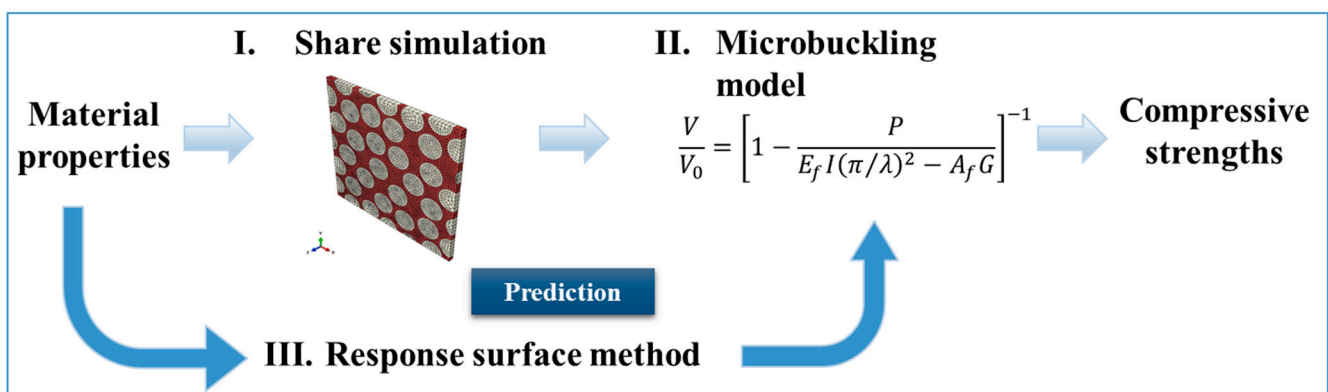 I. Share simulation
II. Microbuckling
model
Material
properties
V/V₀ = [1 − P/(E_f I(π/λ)² − A_f G)]⁻¹
Compressive
strengths
Prediction
III. Response surface method